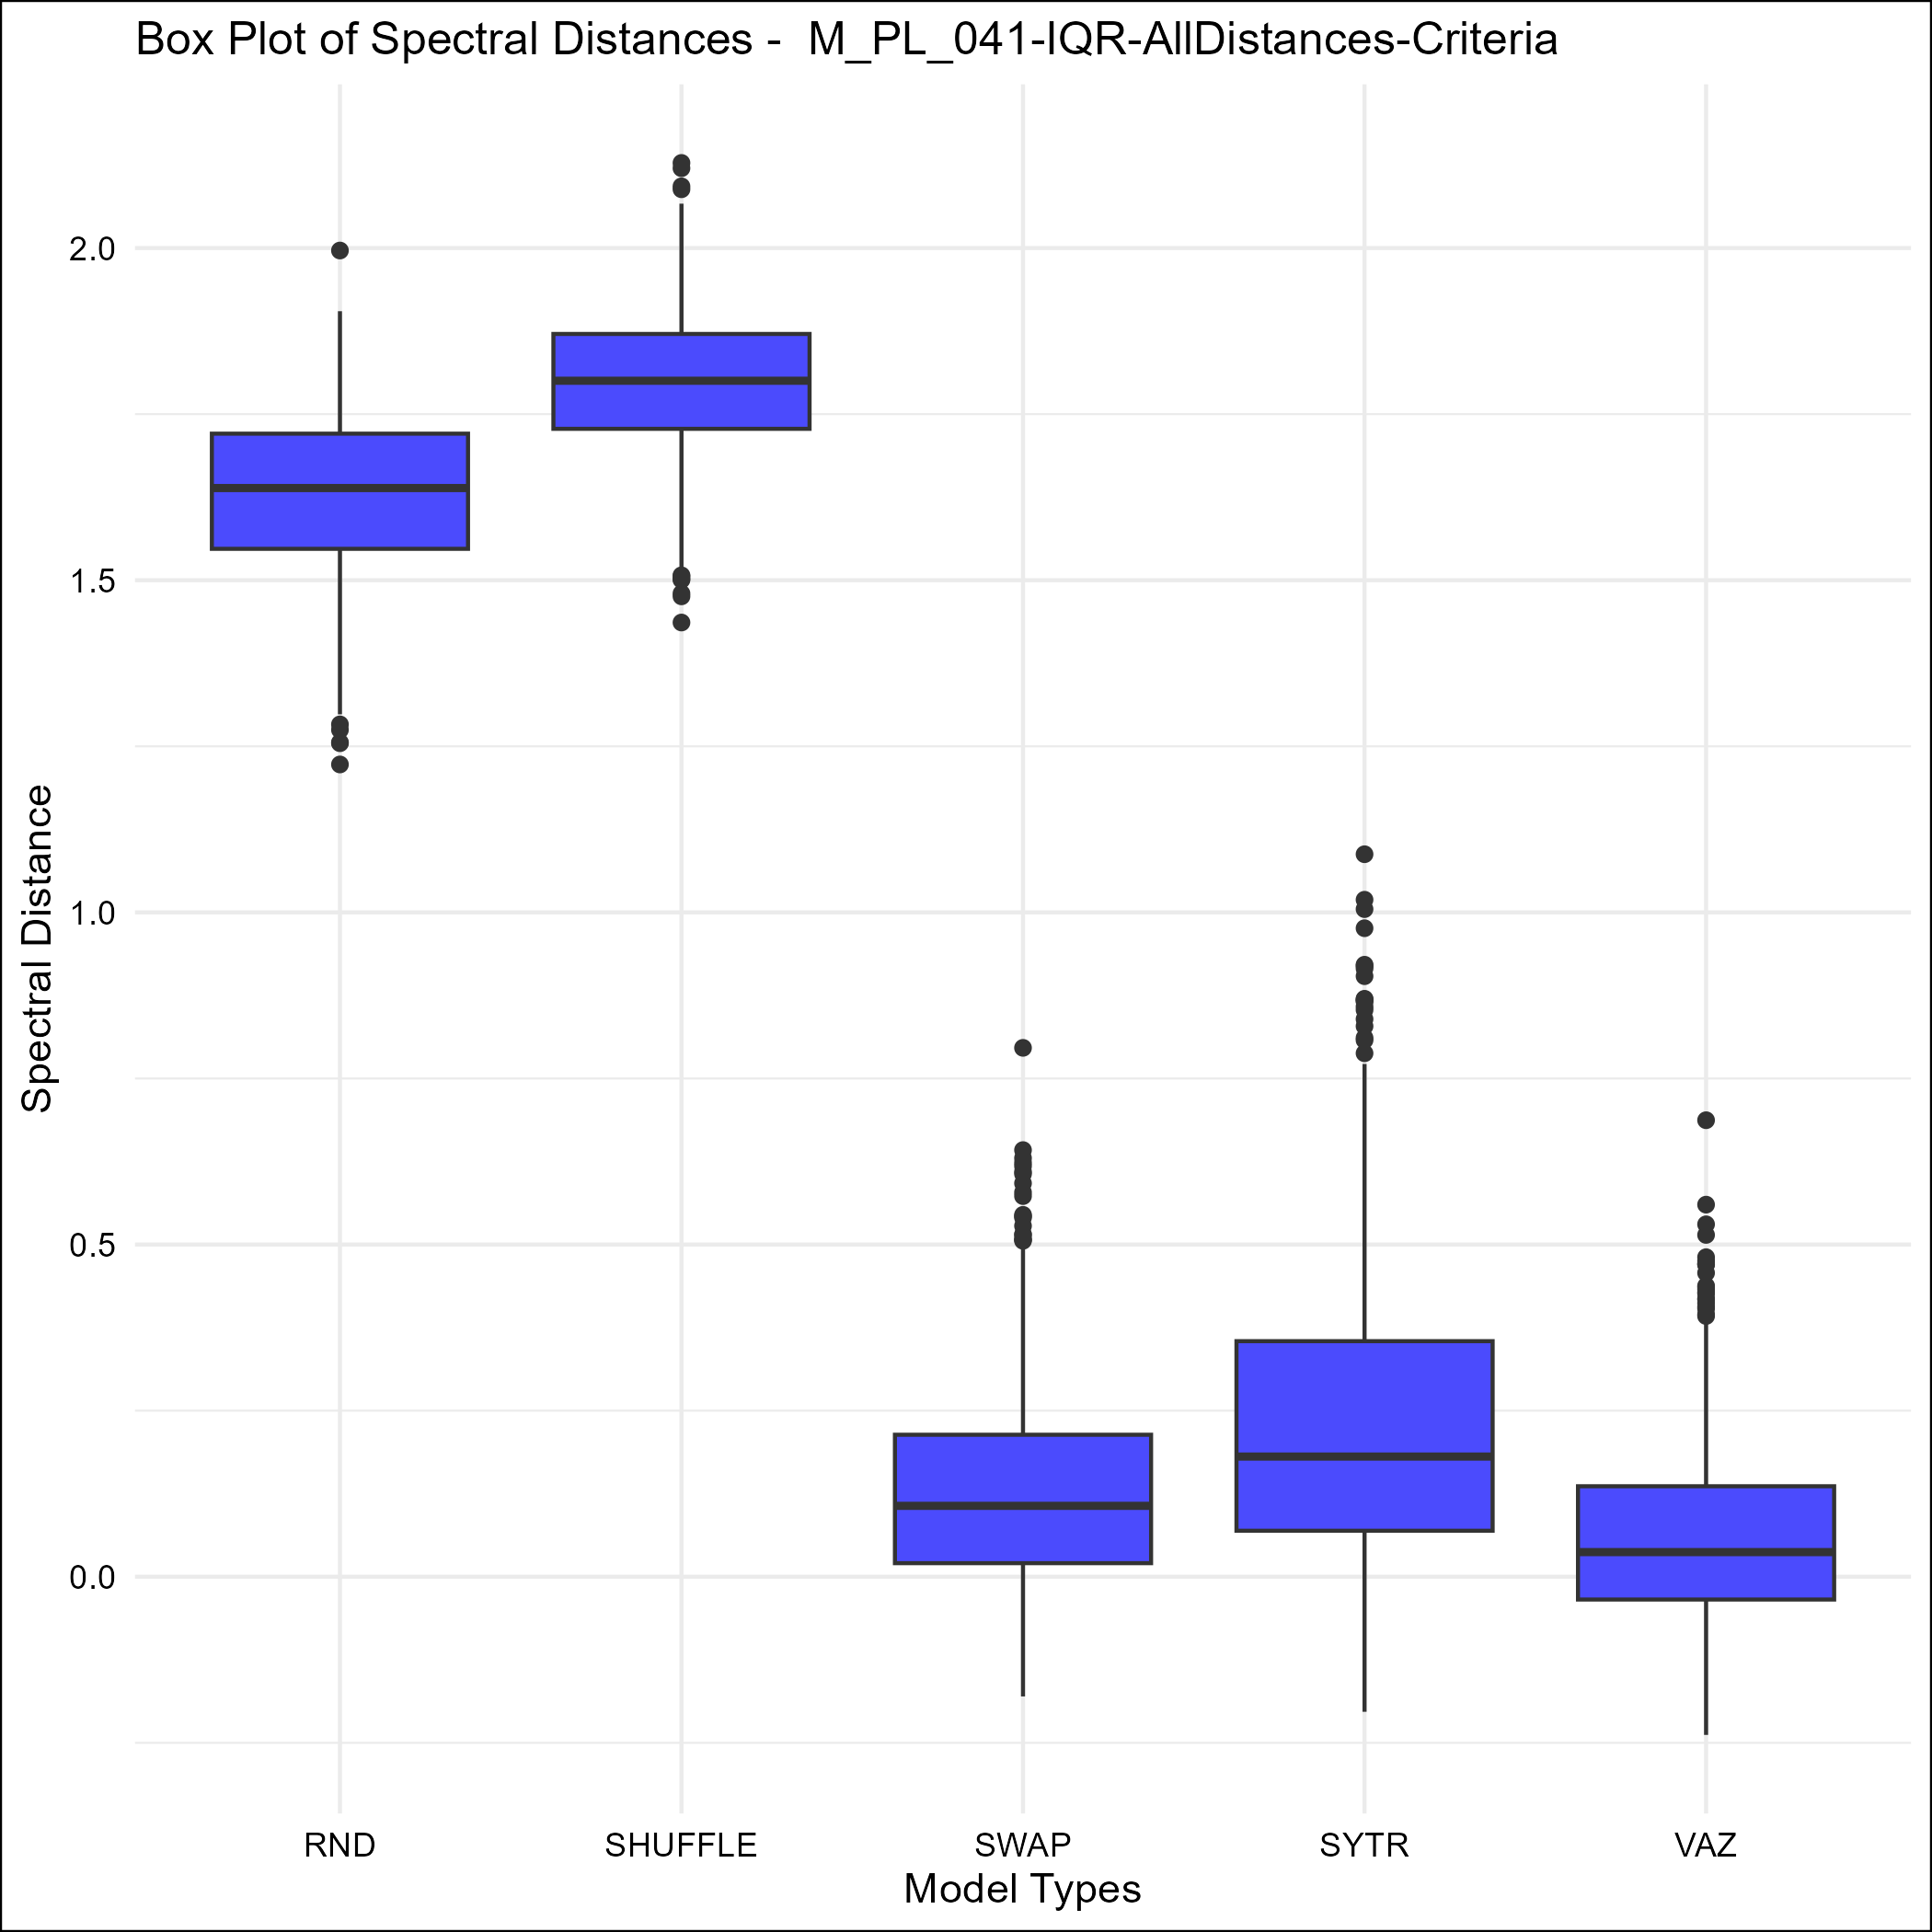 Box Plot of Spectral Distances -  M_PL_041-IQR-AllDistances-Criteria
Spectral Distance
2.0
1.5
1.0
0.5
0.0
RND SHUFFLE SWAP SYTR VAZ
Model Types